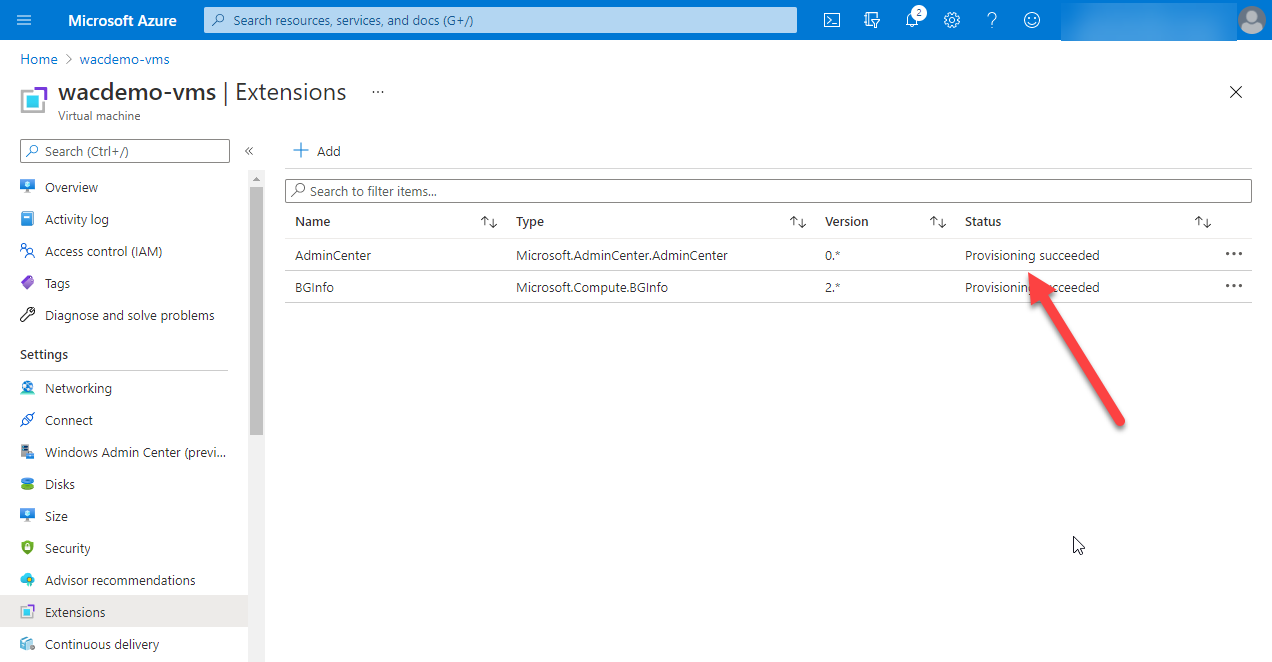 Microsoft Azure
Search resources, services, and docs (G+/)
2
Home > wacdemo-vms
wacdemo-vms | Extensions ...
Virtual machine
Search (Ctrl+/)
«
Add
Overview
Activity log
Access control (IAM)
Tags
Diagnose and solve problems
Settings
Networking
Connect
Windows Admin Center (previ...
Disks
Size
Security
Advisor recommendations
Extensions
Continuous delivery
Search to filter items...
Name Type Version Status
AdminCenter Microsoft.AdminCenter.AdminCenter 0.* Provisioning succeeded
BGInfo Microsoft.Compute.BGInfo 2.* Provisioning succeeded